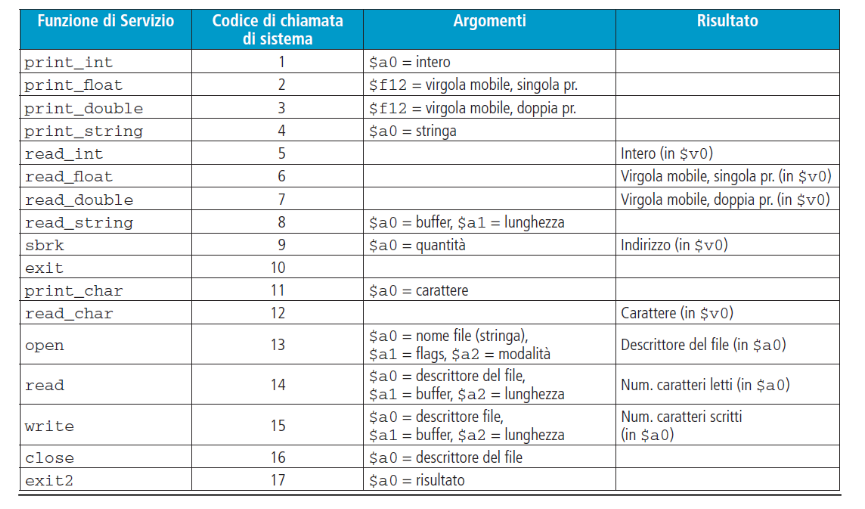 Funzione di Servizio Codice di chiamata di sistema Argomenti Risultato
print_int 1 $a0 = intero
print_float 2 $f12 = virgola mobile, singola pr.
print_double 3 $f12 = virgola mobile, doppia pr.
print_string 4 $a0 = stringa
read_int 5 Intero (in $v0)
read_float 6 Virgola mobile, singola pr. (in $v0)
read_double 7 Virgola mobile, doppia pr. (in $v0)
read_string 8 $a0 = buffer, $a1 = lunghezza
sbrk 9 $a0 = quantità Indirizzo (in $v0)
exit 10
print_char 11 $a0 = carattere
read_char 12 Carattere (in $v0)
open 13 $a0 = nome file (stringa),
$a1 = flags, $a2 = modalità Descrittore del file (in $a0)
read 14 $a0 = descrittore del file,
$a1 = buffer, $a2 = lunghezza Num. caratteri letti (in $a0)
write 15 $a0 = descrittore file,
$a1 = buffer, $a2 = lunghezza Num. caratteri scritti
(in $a0)
close 16 $a0 = descrittore del file
exit2 17 $a0 = risultato